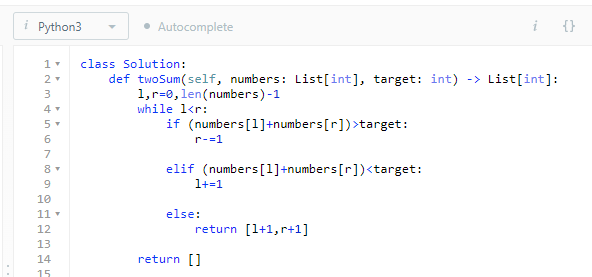 i Python3 Autocomplete i {}
1 class Solution:
2 def twoSum(self, numbers: List[int], target: int) -> List[int]:
3 l,r=0,len(numbers)-1
4 while l<r:
5 if (numbers[l]+numbers[r])>target:
6 r-=1
7
8 elif (numbers[l]+numbers[r])<target:
9 l+=1
10
11 else:
12 return [l+1,r+1]
13
14 return []
15